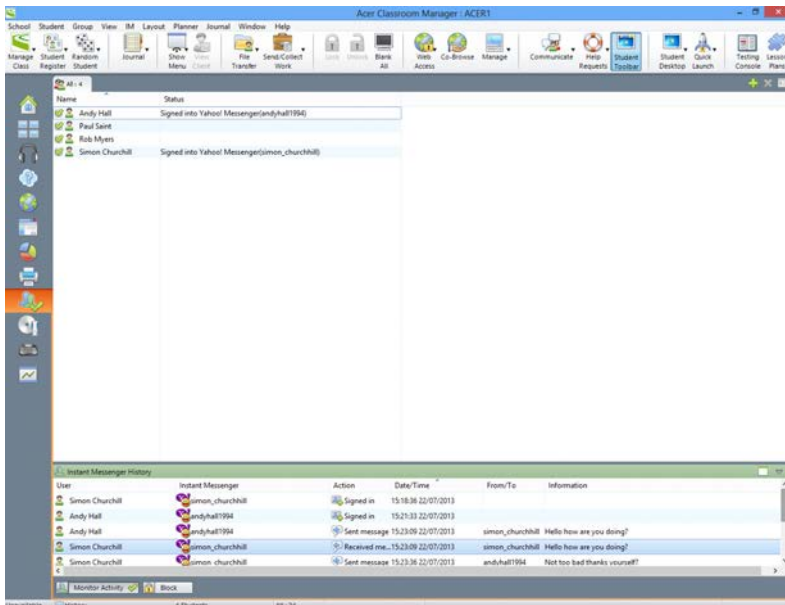 Acer Classroom Manager : ACER1
School Student Group View IM Layout Planner Journal Window Help
Manage Class Student Register Random Student Journal Show Menu View Client File Transfer Send/Collect Work Lock Unlock Blank All Web Access Co-Browse Manage Communicate Help Requests Student Toolbar Student Desktop Quick Launch Testing Console Lesson Plans
All : 4
Name Status
Andy Hall Signed into Yahoo! Messenger(andyhall1994)
Paul Saint
Rob Myers
Simon Churchill Signed into Yahoo! Messenger(simon_churchhill)
Instant Messenger History
User Instant Messenger Action Date/Time From/To Information
Simon Churchill simon_churchhill Signed in 15:18:36 22/07/2013
Andy Hall andyhall1994 Signed in 15:21:33 22/07/2013
Andy Hall andyhall1994 Sent message 15:23:09 22/07/2013 simon_churchhill Hello how are you doing?
Simon Churchill simon_churchhill Received me... 15:23:09 22/07/2013 simon_churchhill Hello how are you doing?
Simon Churchill simon_churchhill Sent message 15:23:36 22/07/2013 andyhall1994 Not too bad thanks yourself?
Monitor Activity Block